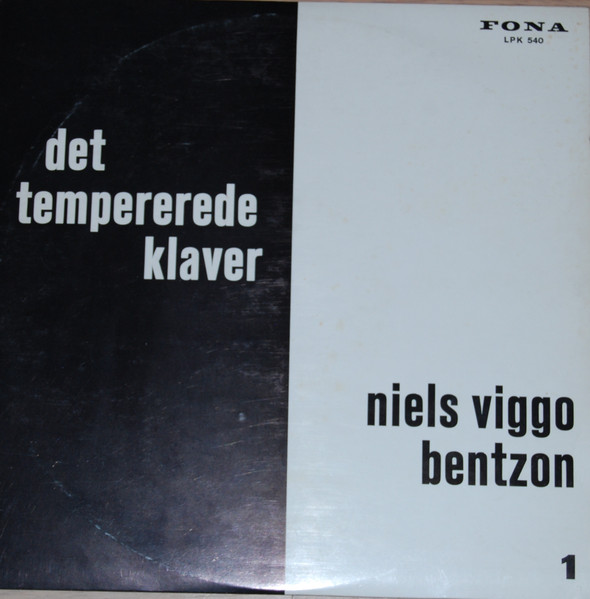 FONA
LPK 540
det
tempererede
klaver
niels viggo
bentzon
1